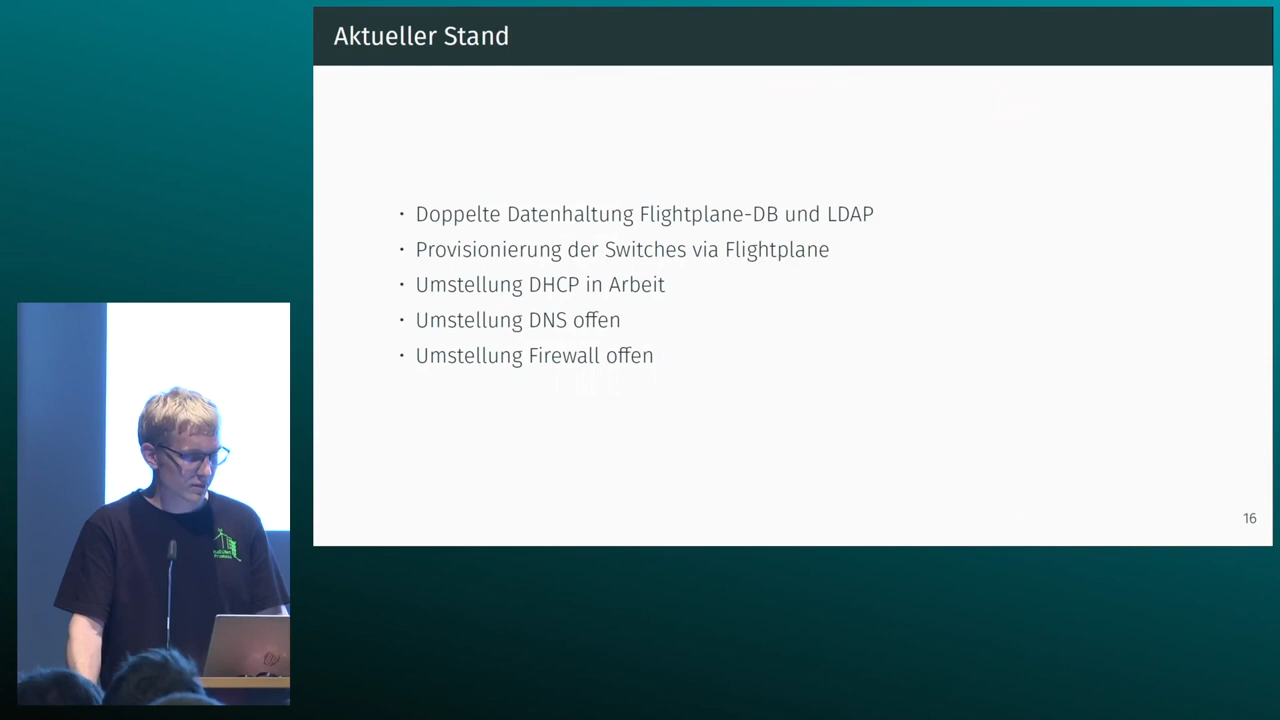 Aktueller Stand
• Doppelte Datenhaltung Flightplane-DB und LDAP
• Provisionierung der Switches via Flightplane
• Umstellung DHCP in Arbeit
• Umstellung DNS offen
• Umstellung Firewall offen
16